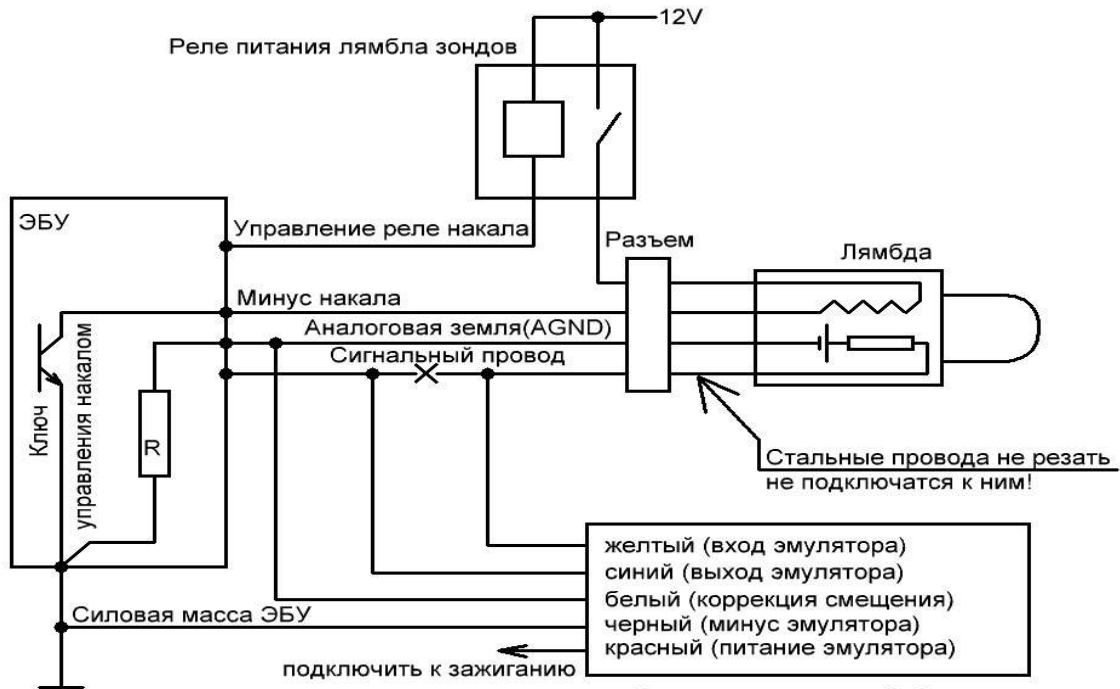 12V
Реле питания лямбла зондов
ЭБУ
Управление реле накала
Разъем
Лямбда
Минус накала
Аналоговая земля(AGND)
Сигнальный провод
Ключ
управления накалом
R
Стальные провода не резать
не подключатся к ним!
желтый (вход эмулятора)
синий (выход эмулятора)
белый (коррекция смещения)
Силовая масса ЭБУ
черный (минус эмулятора)
красный (питание эмулятора)
подключить к зажиганию